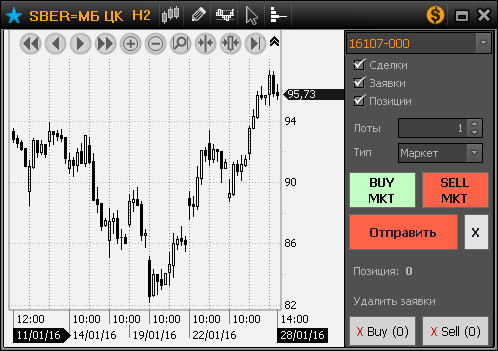 SBER=МБ ЦК H2
16107-000
Сделки
Заявки
Позиции
Лоты 1
Тип Маркет
BUY MKT
SELL MKT
Отправить X
Позиция: 0
Удалить заявки
X Buy (0) X Sell (0)
95,73
94
90
86
82
12:00 10:00 10:00 10:00 10:00 14:00
11/01/16 14/01/16 19/01/16 22/01/16 28/01/16